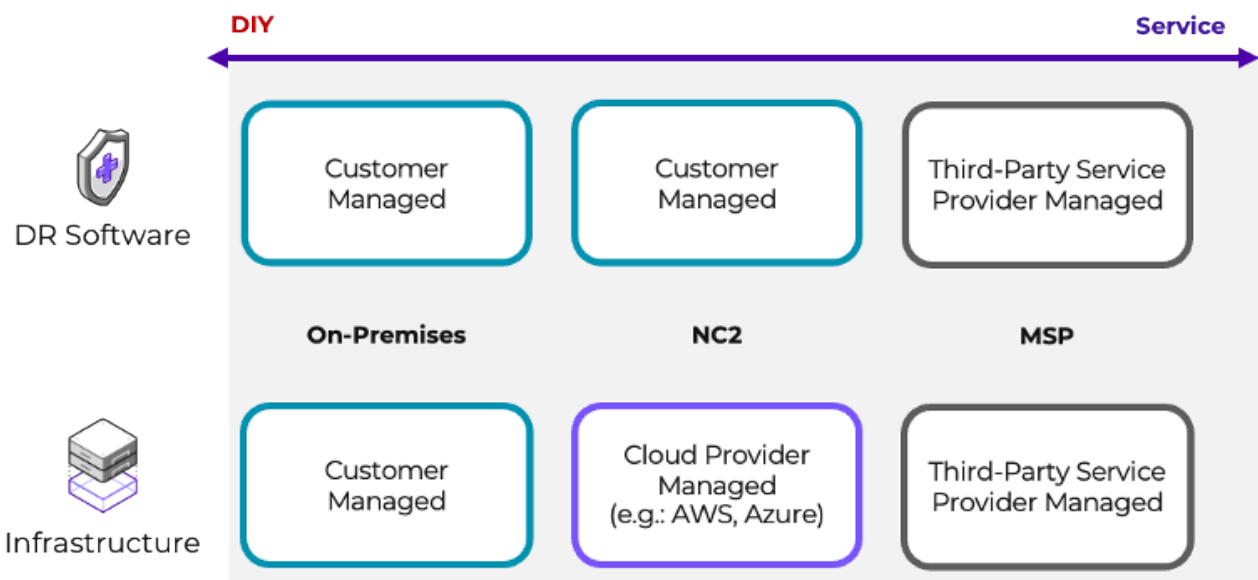 DIY
Service
Customer
Managed
Customer
Managed
Third-Party Service
Provider Managed
DR Software
On-Premises
NC2
MSP
Customer
Managed
Cloud Provider
Managed
(e.g.: AWS, Azure)
Third-Party Service
Provider Managed
Infrastructure